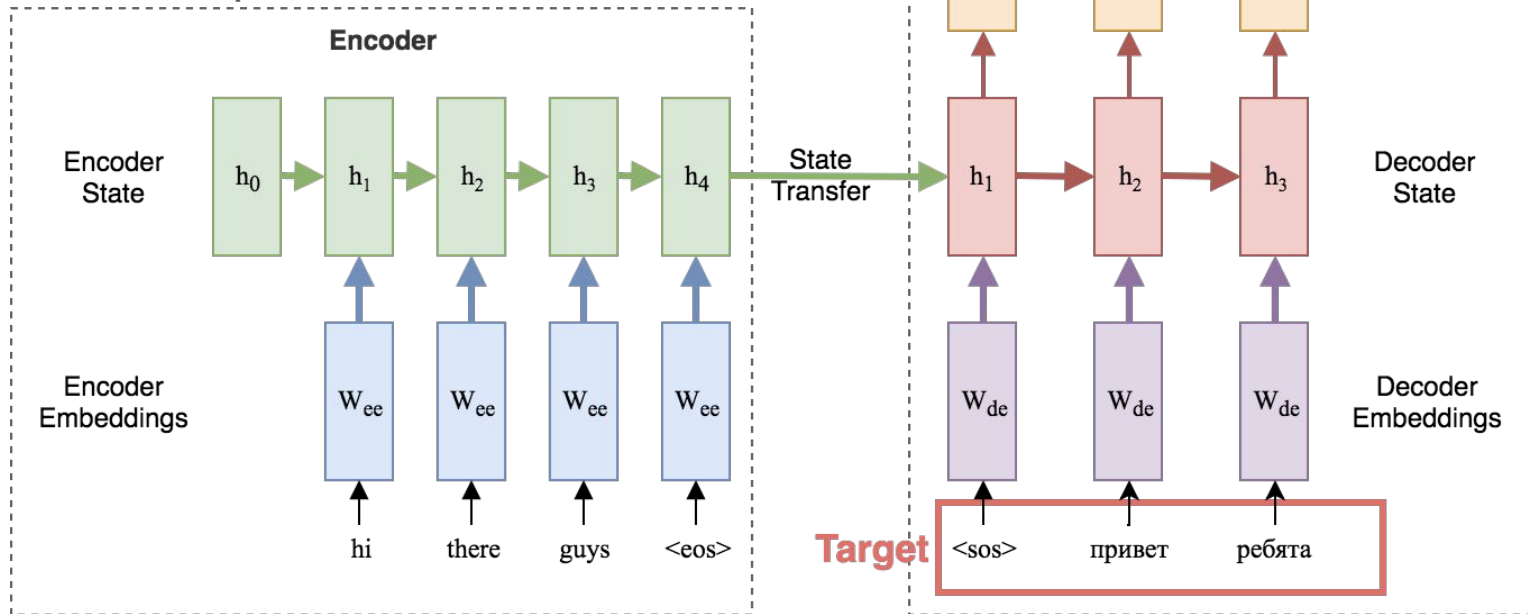 Encoder
Encoder
State
h0
h1
h2
h3
h4
State
Transfer
h1
h2
h3
Decoder
State
Encoder
Embeddings
Wee
Wee
Wee
Wee
Wde
Wde
Wde
Decoder
Embeddings
hi
there
guys
<eos>
Target
<sos>
привет
ребята